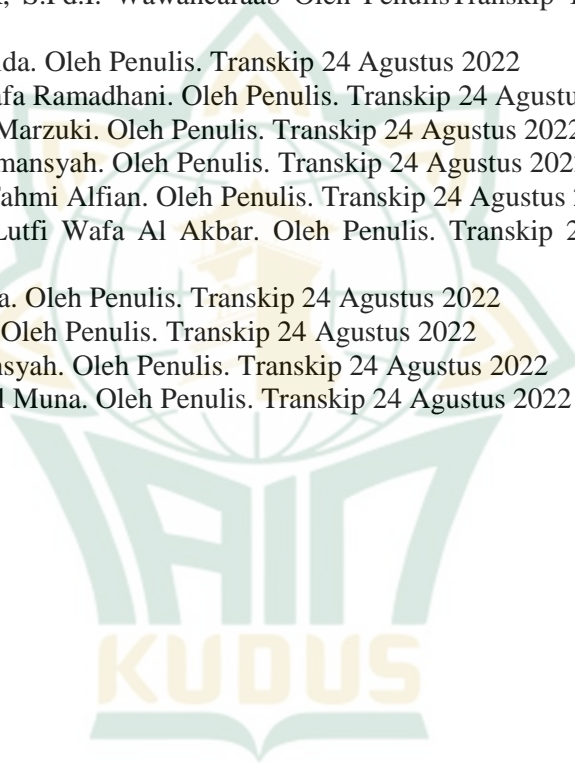 S.Pd.I. Wawancaraab Oleh PenulisTranskip
da. Oleh Penulis. Transkip 24 Agustus 2022
afa Ramadhani. Oleh Penulis. Transkip 24 Agustu
Marzuki. Oleh Penulis. Transkip 24 Agustus 2022
mansyah. Oleh Penulis. Transkip 24 Agustus 202
ahmi Alfian. Oleh Penulis. Transkip 24 Agustus
Lutfi Wafa Al Akbar. Oleh Penulis. Transkip 2
a. Oleh Penulis. Transkip 24 Agustus 2022
Oleh Penulis. Transkip 24 Agustus 2022
nsyah. Oleh Penulis. Transkip 24 Agustus 2022
l Muna. Oleh Penulis. Transkip 24 Agustus 2022
IAIN
KUDUS